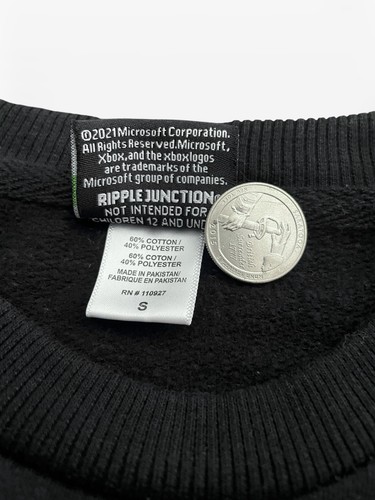 ©2021 Microsoft Corporation.
All Rights Reserved. Microsoft,
Xbox, and the xbox logos
are trademarks of the
Microsoft group of companies.
RIPPLE JUNCTION®
NOT INTENDED FOR
CHILDREN 12 AND
60% COTTON /
40% POLYESTER
60% COTTON /
40% POLYESTER
MADE IN PAKISTAN/
FABRIQUE EN PAKISTAN
RN # 110927
S
2015